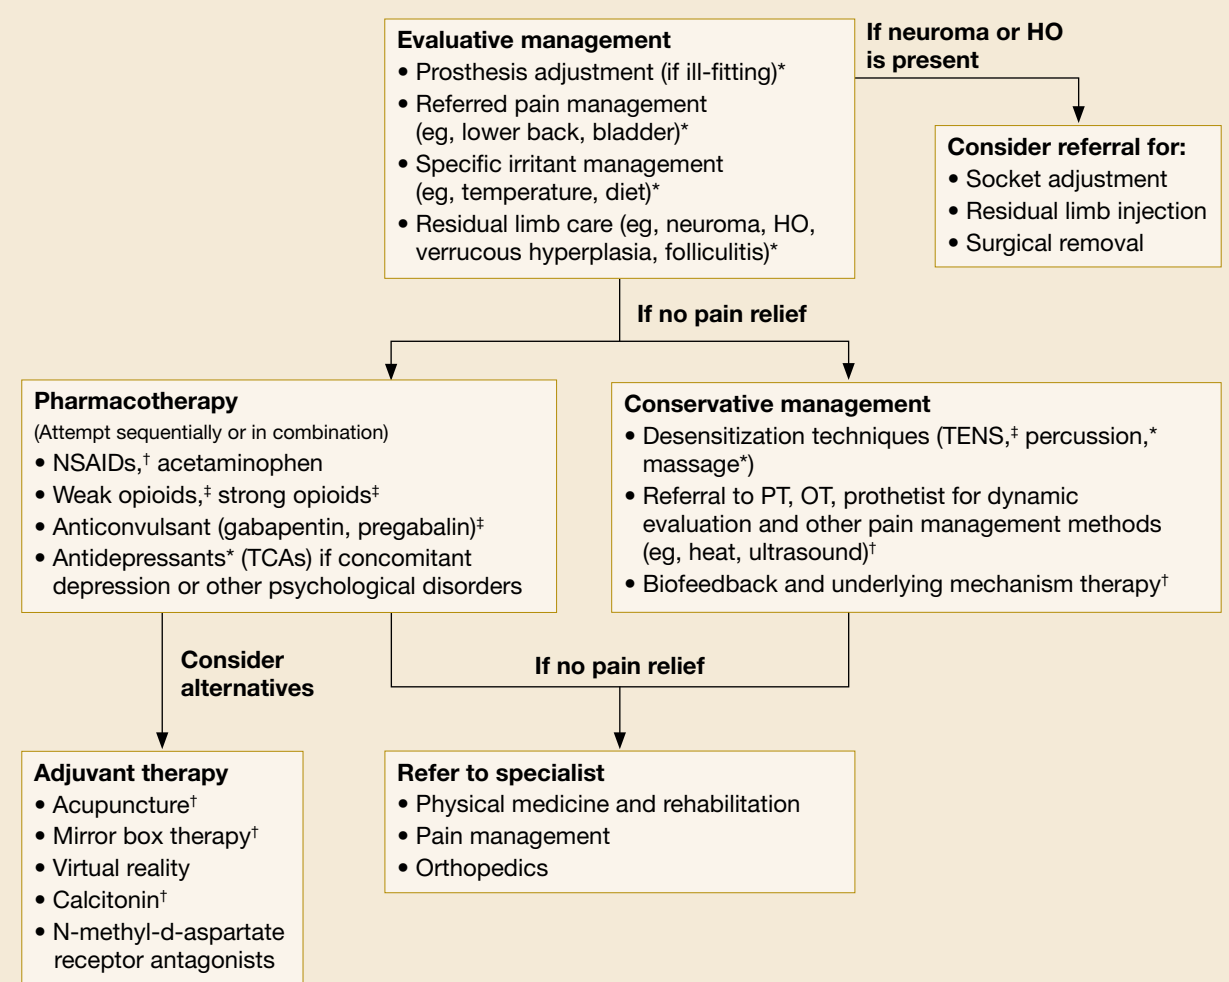 Evaluative management
• Prosthesis adjustment (if ill-fitting)*
• Referred pain management
(eg, lower back, bladder)*
• Specific irritant management
(eg, temperature, diet)*
• Residual limb care (eg, neuroma, HO,
verrucous hyperplasia, folliculitis)*
If neuroma or HO
is present
Consider referral for:
• Socket adjustment
• Residual limb injection
• Surgical removal
If no pain relief
Pharmacotherapy
(Attempt sequentially or in combination)
• NSAIDs,† acetaminophen
• Weak opioids,‡ strong opioids‡
• Anticonvulsant (gabapentin, pregabalin)‡
• Antidepressants* (TCAs) if concomitant
depression or other psychological disorders
Conservative management
• Desensitization techniques (TENS,‡ percussion,*
massage*)
• Referral to PT, OT, prothetist for dynamic
evaluation and other pain management methods
(eg, heat, ultrasound)†
• Biofeedback and underlying mechanism therapy†
Consider
alternatives
If no pain relief
Adjuvant therapy
• Acupuncture†
• Mirror box therapy†
• Virtual reality
• Calcitonin†
• N-methyl-d-aspartate
receptor antagonists
Refer to specialist
• Physical medicine and rehabilitation
• Pain management
• Orthopedics